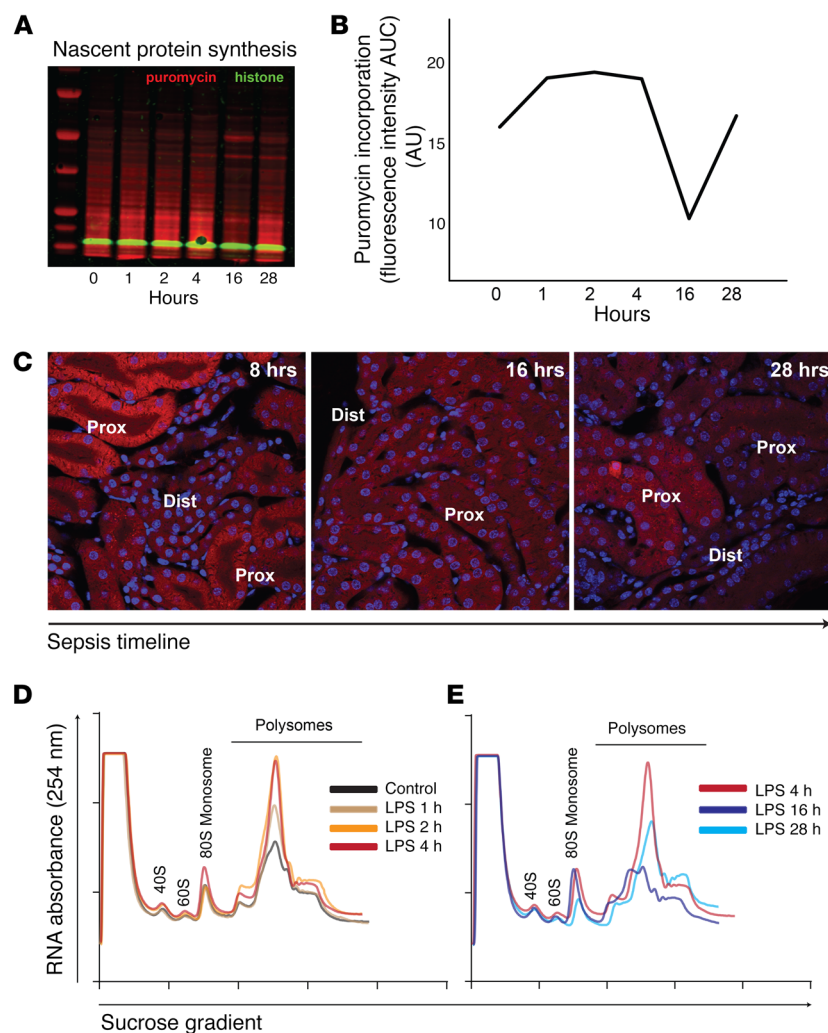 A
Nascent protein synthesis
puromycin histone
0 1 2 4 16 28
Hours
B
Puromycin incorporation
(fluorescence intensity AUC)
(AU)
20
15
10
0 1 2 4 16 28
Hours
C
8 hrs
Prox
Dist
Prox
16 hrs
Dist
Prox
28 hrs
Prox
Prox
Dist
Sepsis timeline
D
RNA absorbance (254 nm)
40S
60S
80S Monosome
Polysomes
Control
LPS 1 h
LPS 2 h
LPS 4 h
E
40S
60S
80S Monosome
Polysomes
LPS 4 h
LPS 16 h
LPS 28 h
Sucrose gradient